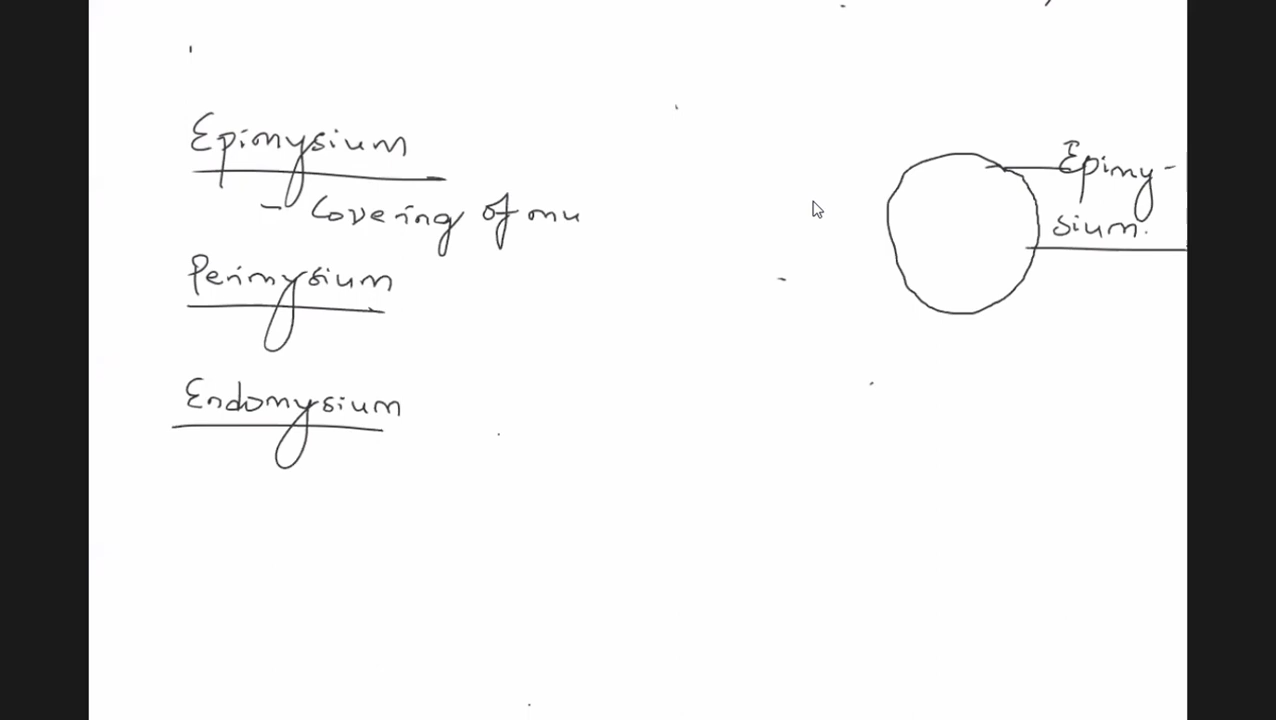 Epimysium
- Covering of mu
Perimysium
Endomysium
Epimy-
sium.